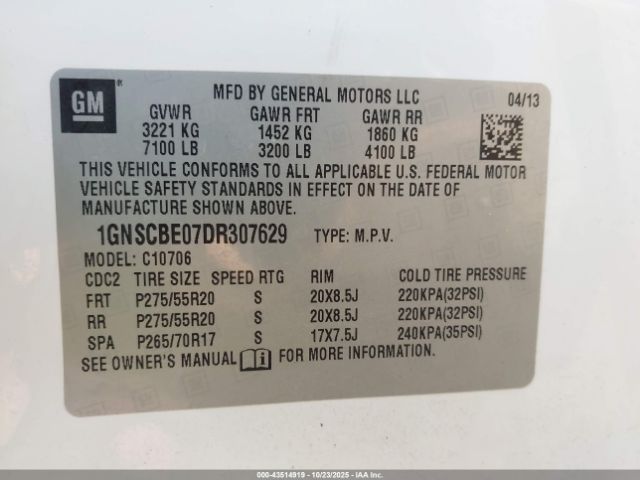 GM
MFD BY GENERAL MOTORS LLC 04/13
GVWR GAWR FRT GAWR RR
3221 KG 1452 KG 1860 KG
7100 LB 3200 LB 4100 LB
THIS VEHICLE CONFORMS TO ALL APPLICABLE U.S. FEDERAL MOTOR
VEHICLE SAFETY STANDARDS IN EFFECT ON THE DATE OF
MANUFACTURE SHOWN ABOVE.
1GNSCBE07DR307629 TYPE: M.P.V.
MODEL: C10706
CDC2 TIRE SIZE SPEED RTG RIM COLD TIRE PRESSURE
FRT P275/55R20 S 20X8.5J 220KPA(32PSI)
RR P275/55R20 S 20X8.5J 220KPA(32PSI)
SPA P265/70R17 S 17X7.5J 240KPA(35PSI)
SEE OWNER'S MANUAL FOR MORE INFORMATION.
000-43514919 10/23/2025 Copart